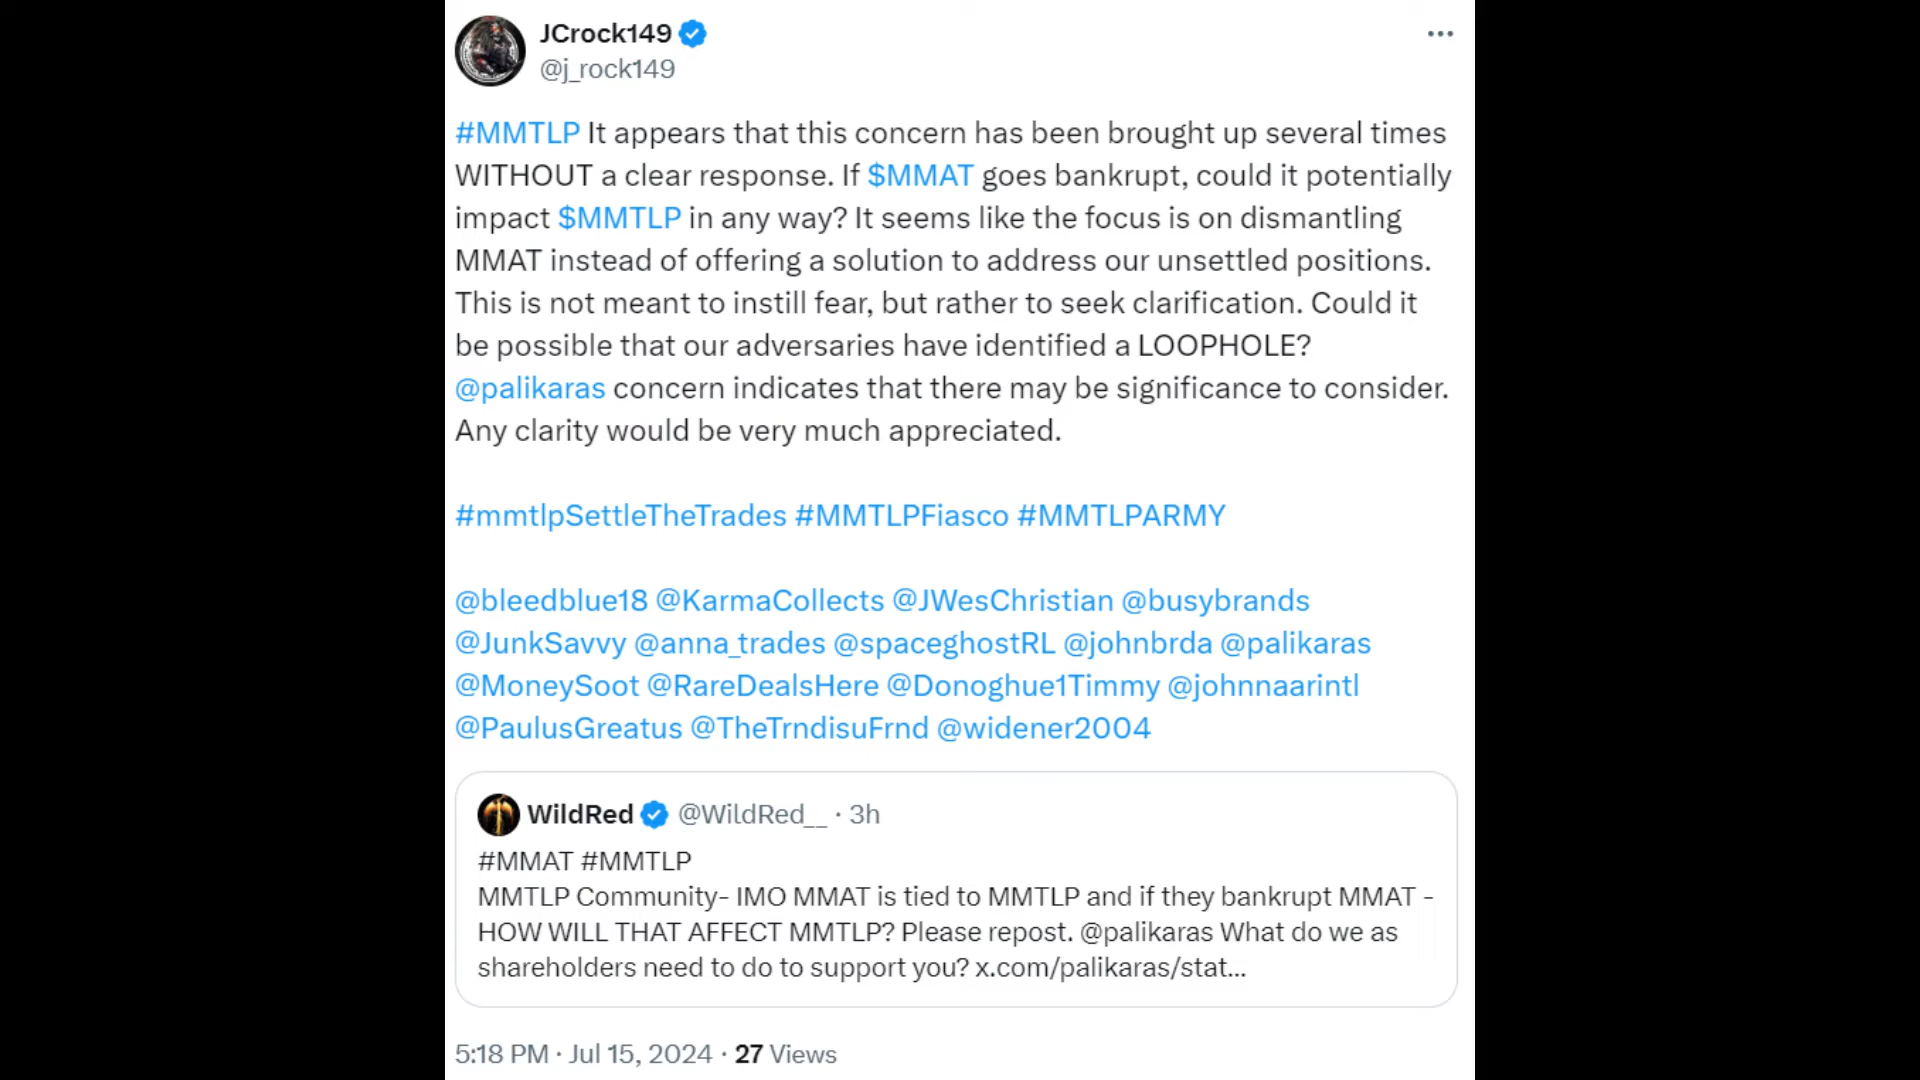 JCrock149
@j_rock149
#MMTLP It appears that this concern has been brought up several times
WITHOUT a clear response. If $MMAT goes bankrupt, could it potentially
impact $MMTLP in any way? It seems like the focus is on dismantling
MMAT instead of offering a solution to address our unsettled positions.
This is not meant to instill fear, but rather to seek clarification. Could it
be possible that our adversaries have identified a LOOPHOLE?
@palikaras concern indicates that there may be significance to consider.
Any clarity would be very much appreciated.
#mmtlpSettleTheTrades #MMTLPFiasco #MMTLPARMY
@bleedblue18 @KarmaCollects @JWesChristian @busybrands
@JunkSavvy @anna_trades @spaceghostRL @johnbrda @palikaras
@MoneySoot @RareDealsHere @Donoghue1Timmy @johnnaarintl
@PaulusGreatus @TheTrndisuFrnd @widener2004
WildRed @WildRed__ · 3h
#MMAT #MMTLP
MMTLP Community- IMO MMAT is tied to MMTLP and if they bankrupt MMAT -
HOW WILL THAT AFFECT MMTLP? Please repost. @palikaras What do we as
shareholders need to do to support you? x.com/palikaras/stat...
5:18 PM · Jul 15, 2024 · 27 Views